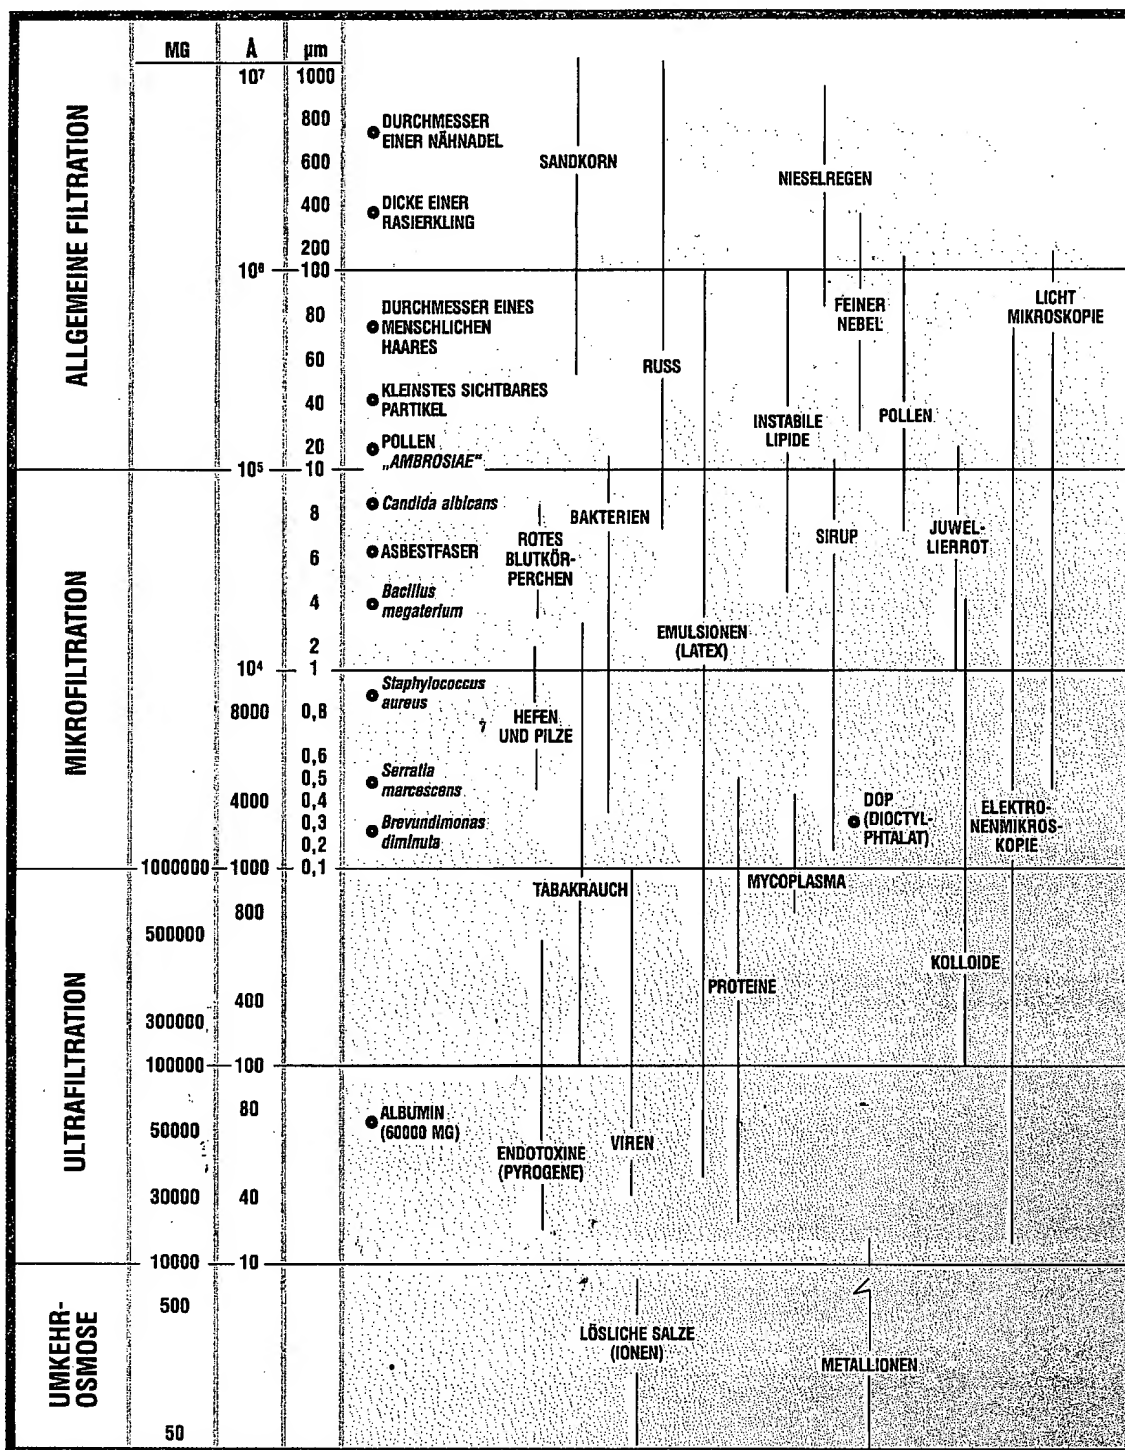 MG Å µm
ALLGEMEINE FILTRATION
10⁷ 1000
800
600
400
200
10⁶ 100
80
60
40
20
10⁵ 10
DURCHMESSER
EINER NÄHNADEL
DICKE EINER
RASIERKLING
DURCHMESSER EINES
MENSCHLICHEN
HAARES
KLEINSTES SICHTBARES
PARTIKEL
POLLEN
„AMBROSIAE“
SANDKORN
RUSS
NIESELREGEN
FEINER
NEBEL
LICHT
MIKROSKOPIE
INSTABILE
LIPIDE
POLLEN
MIKROFILTRATION
8
6
4
2
10⁴ 1
8000 0,8
0,6
0,5
4000 0,4
0,3
0,2
1000000 1000 0,1
Candida albicans
ASBESTFASER
Bacillus
megaterium
Staphylococcus
aureus
Serratia
marcescens
Brevundimonas
diminuta
ROTES
BLUTKÖR-
PERCHEN
BAKTERIEN
SIRUP
JUWEL-
LIERROT
EMULSIONEN
(LATEX)
HEFEN
UND PILZE
DOP
(DIOCTYL-
PHTALAT)
ELEKTRO-
NENMIKROS-
KOPIE
ULTRAFILTRATION
800
500000
400
300000
100000 100
80
50000
30000 40
10000 10
TABAKRAUCH
MYCOPLASMA
PROTEINE
KOLLOIDE
ALBUMIN
(60000 MG)
ENDOTOXINE
(PYROGENE)
VIREN
UMKEHR-
OSMOSE
500
50
LÖSLICHE SALZE
(IONEN)
METALLIONEN